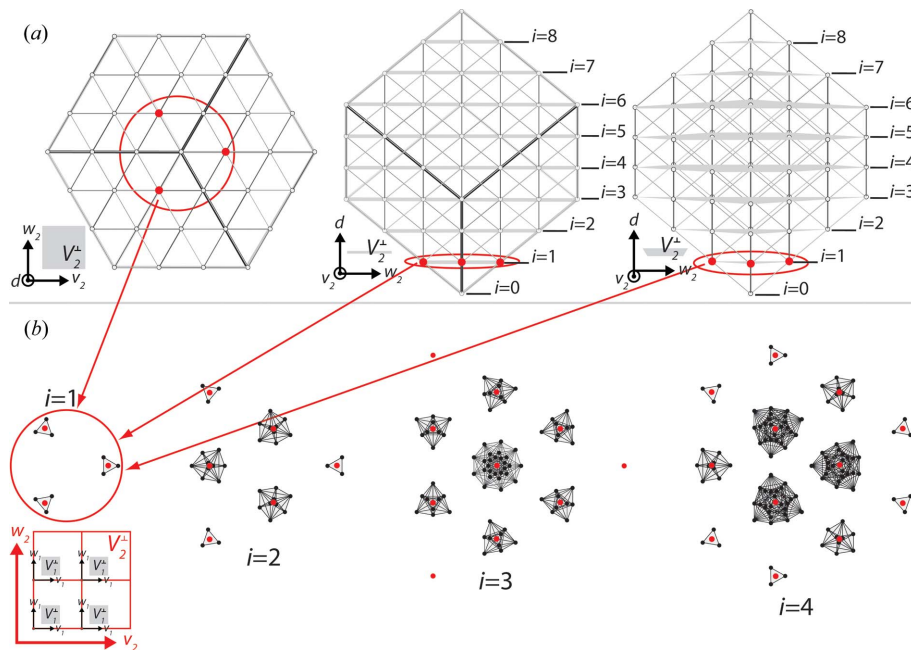 (a)
i=8
i=7
i=6
i=5
i=4
i=3
i=2
i=1
i=0
i=8
i=7
i=6
i=5
i=4
i=3
i=2
i=1
i=0
w₂
V₂⊥
d
v₂
d
V₂⊥
v₂
w₂
d
V₂⊥
v₂
w₂
(b)
i=1
i=2
i=3
i=4
w₂
V₂⊥
w₁ V₁⊥ v₁
w₁ V₁⊥ v₁
w₁ V₁⊥ v₁
w₁ V₁⊥ v₁
v₂